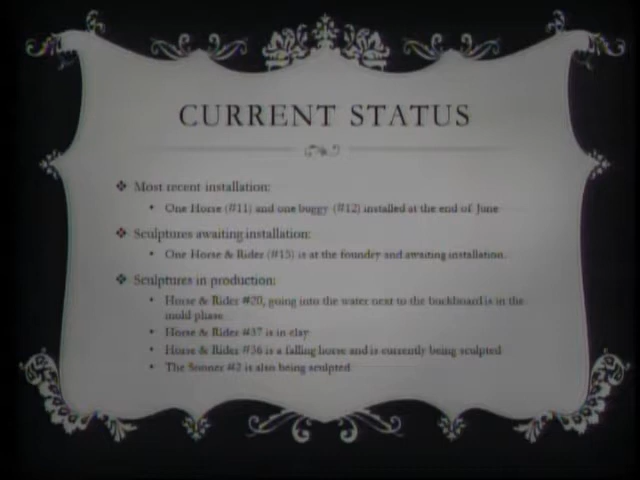 CURRENT STATUS
Most recent installation:
One Horse (#11) and one buggy (#12) installed at the end of June
Sculptures awaiting installation:
One Horse & Rider (#15) is at the foundry and awaiting installation.
Sculptures in production:
Horse & Rider #20, going into the water next to the buckboard is in the
mold phase
Horse & Rider #37 is in clay
Horse & Rider #36 is a falling horse and is currently being sculpted
The Sooner #2 is also being sculpted